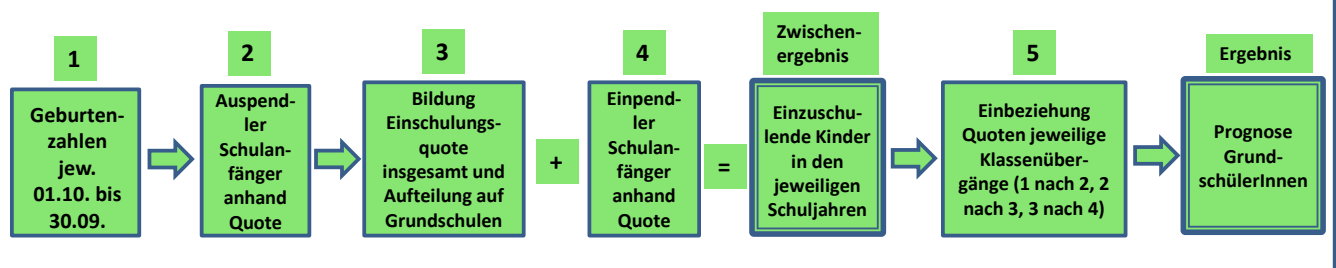 1
Geburten-
zahlen
jew.
01.10. bis
30.09.
2
Auspend-
ler
Schulan-
fänger
anhand
Quote
3
Bildung
Einschulungs-
quote
insgesamt und
Aufteilung auf
Grundschulen
+
4
Einpend-
ler
Schulan-
fänger
anhand
Quote
=
Zwischen-
ergebnis
Einzuschu-
lende Kinder
in den
jeweiligen
Schuljahren
5
Einbeziehung
Quoten jeweilige
Klassenüber-
gänge (1 nach 2, 2
nach 3, 3 nach 4)
Ergebnis
Prognose
Grund-
schülerInnen